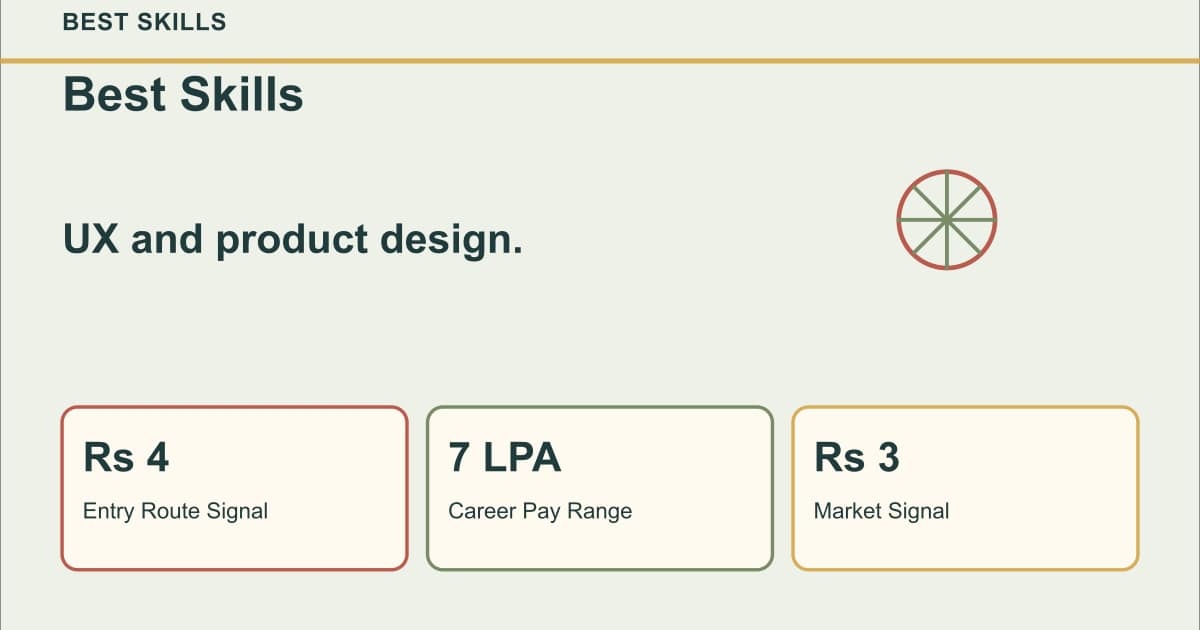 BEST SKILLS
Best Skills
UX and product design.
Rs 4
Entry Route Signal
7 LPA
Career Pay Range
Rs 3
Market Signal